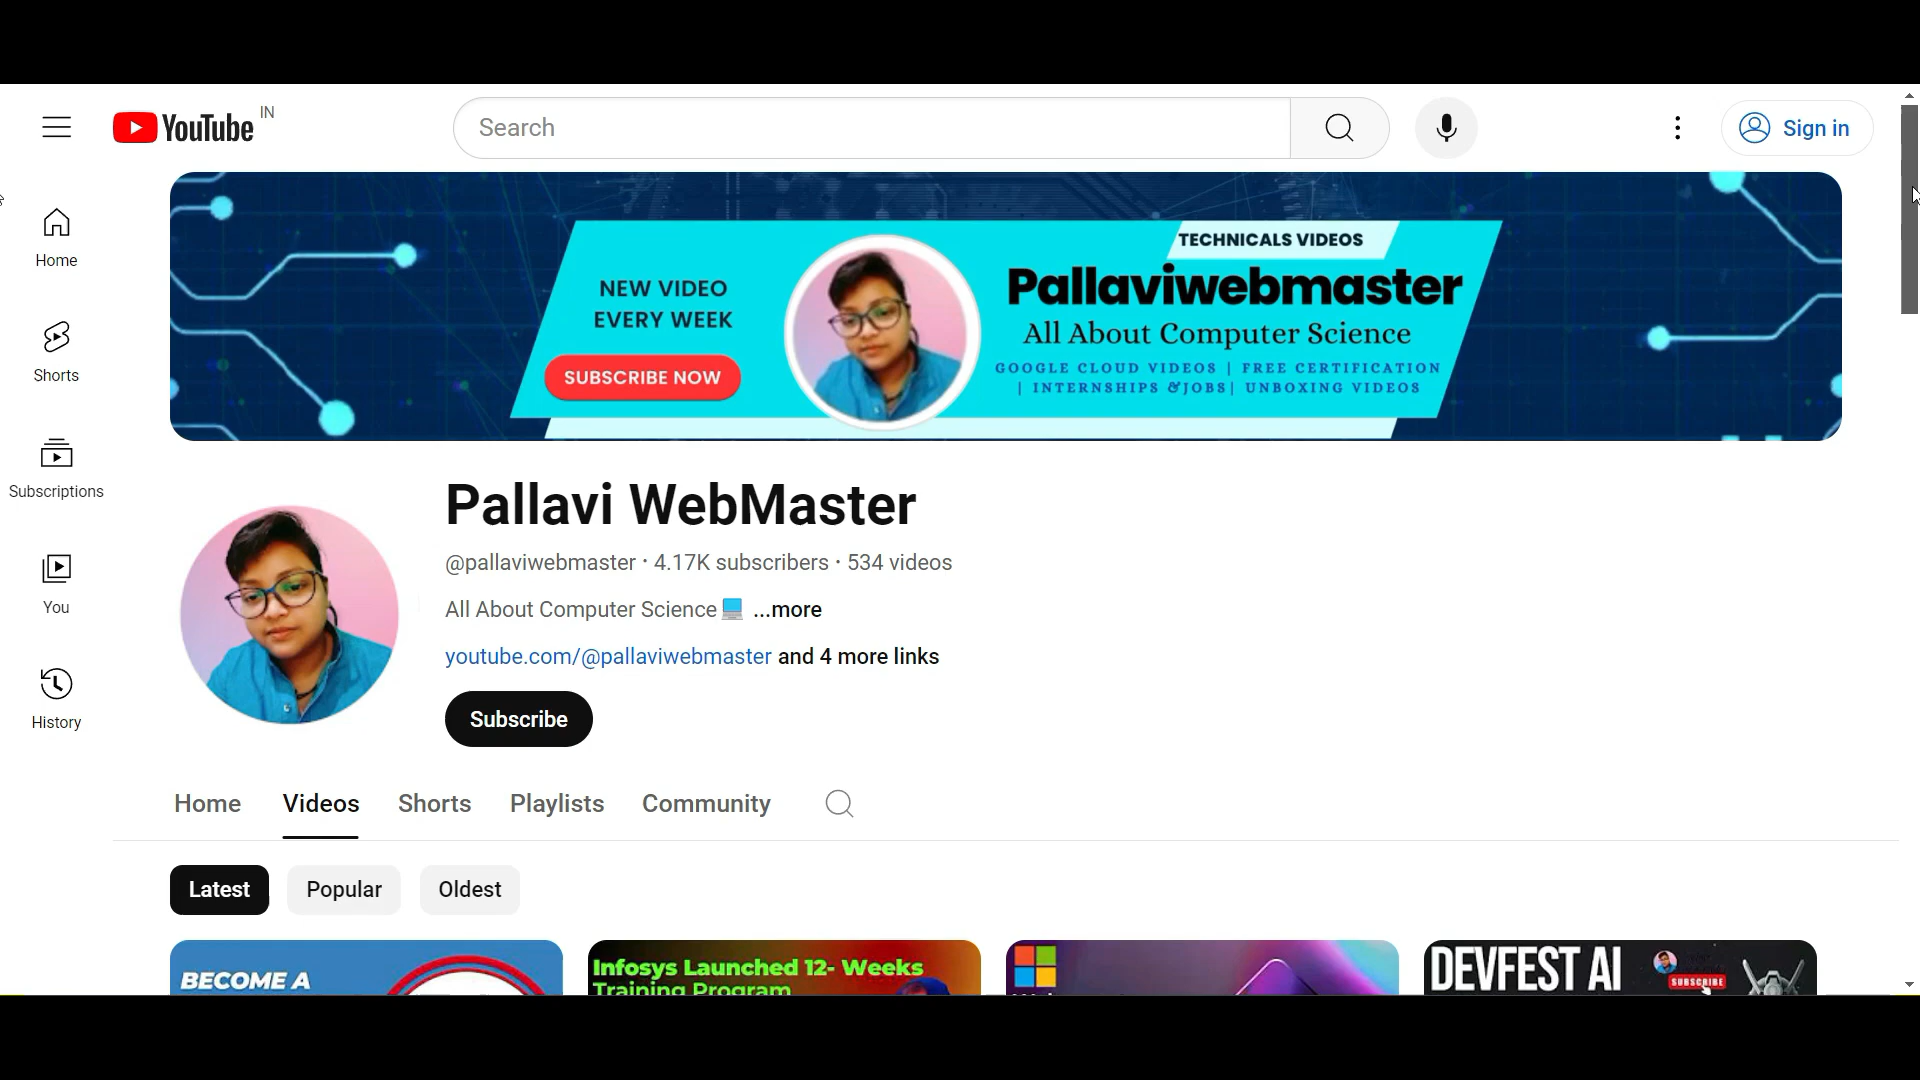 YouTube IN
Search
Sign in
Home
Shorts
Subscriptions
You
History
NEW VIDEO
EVERY WEEK
SUBSCRIBE NOW
TECHNICALS VIDEOS
Pallaviwebmaster
All About Computer Science
GOOGLE CLOUD VIDEOS | FREE CERTIFICATION
| INTERNSHIPS &JOBS| UNBOXING VIDEOS
Pallavi WebMaster
@pallaviwebmaster · 4.17K subscribers · 534 videos
All About Computer Science💻 ...more
youtube.com/@pallaviwebmaster and 4 more links
Subscribe
Home Videos Shorts Playlists Community
Latest Popular Oldest
BECOME A
Infosys Launched 12- Weeks
Training Program
DEVFEST AI
SUBSCRIBE